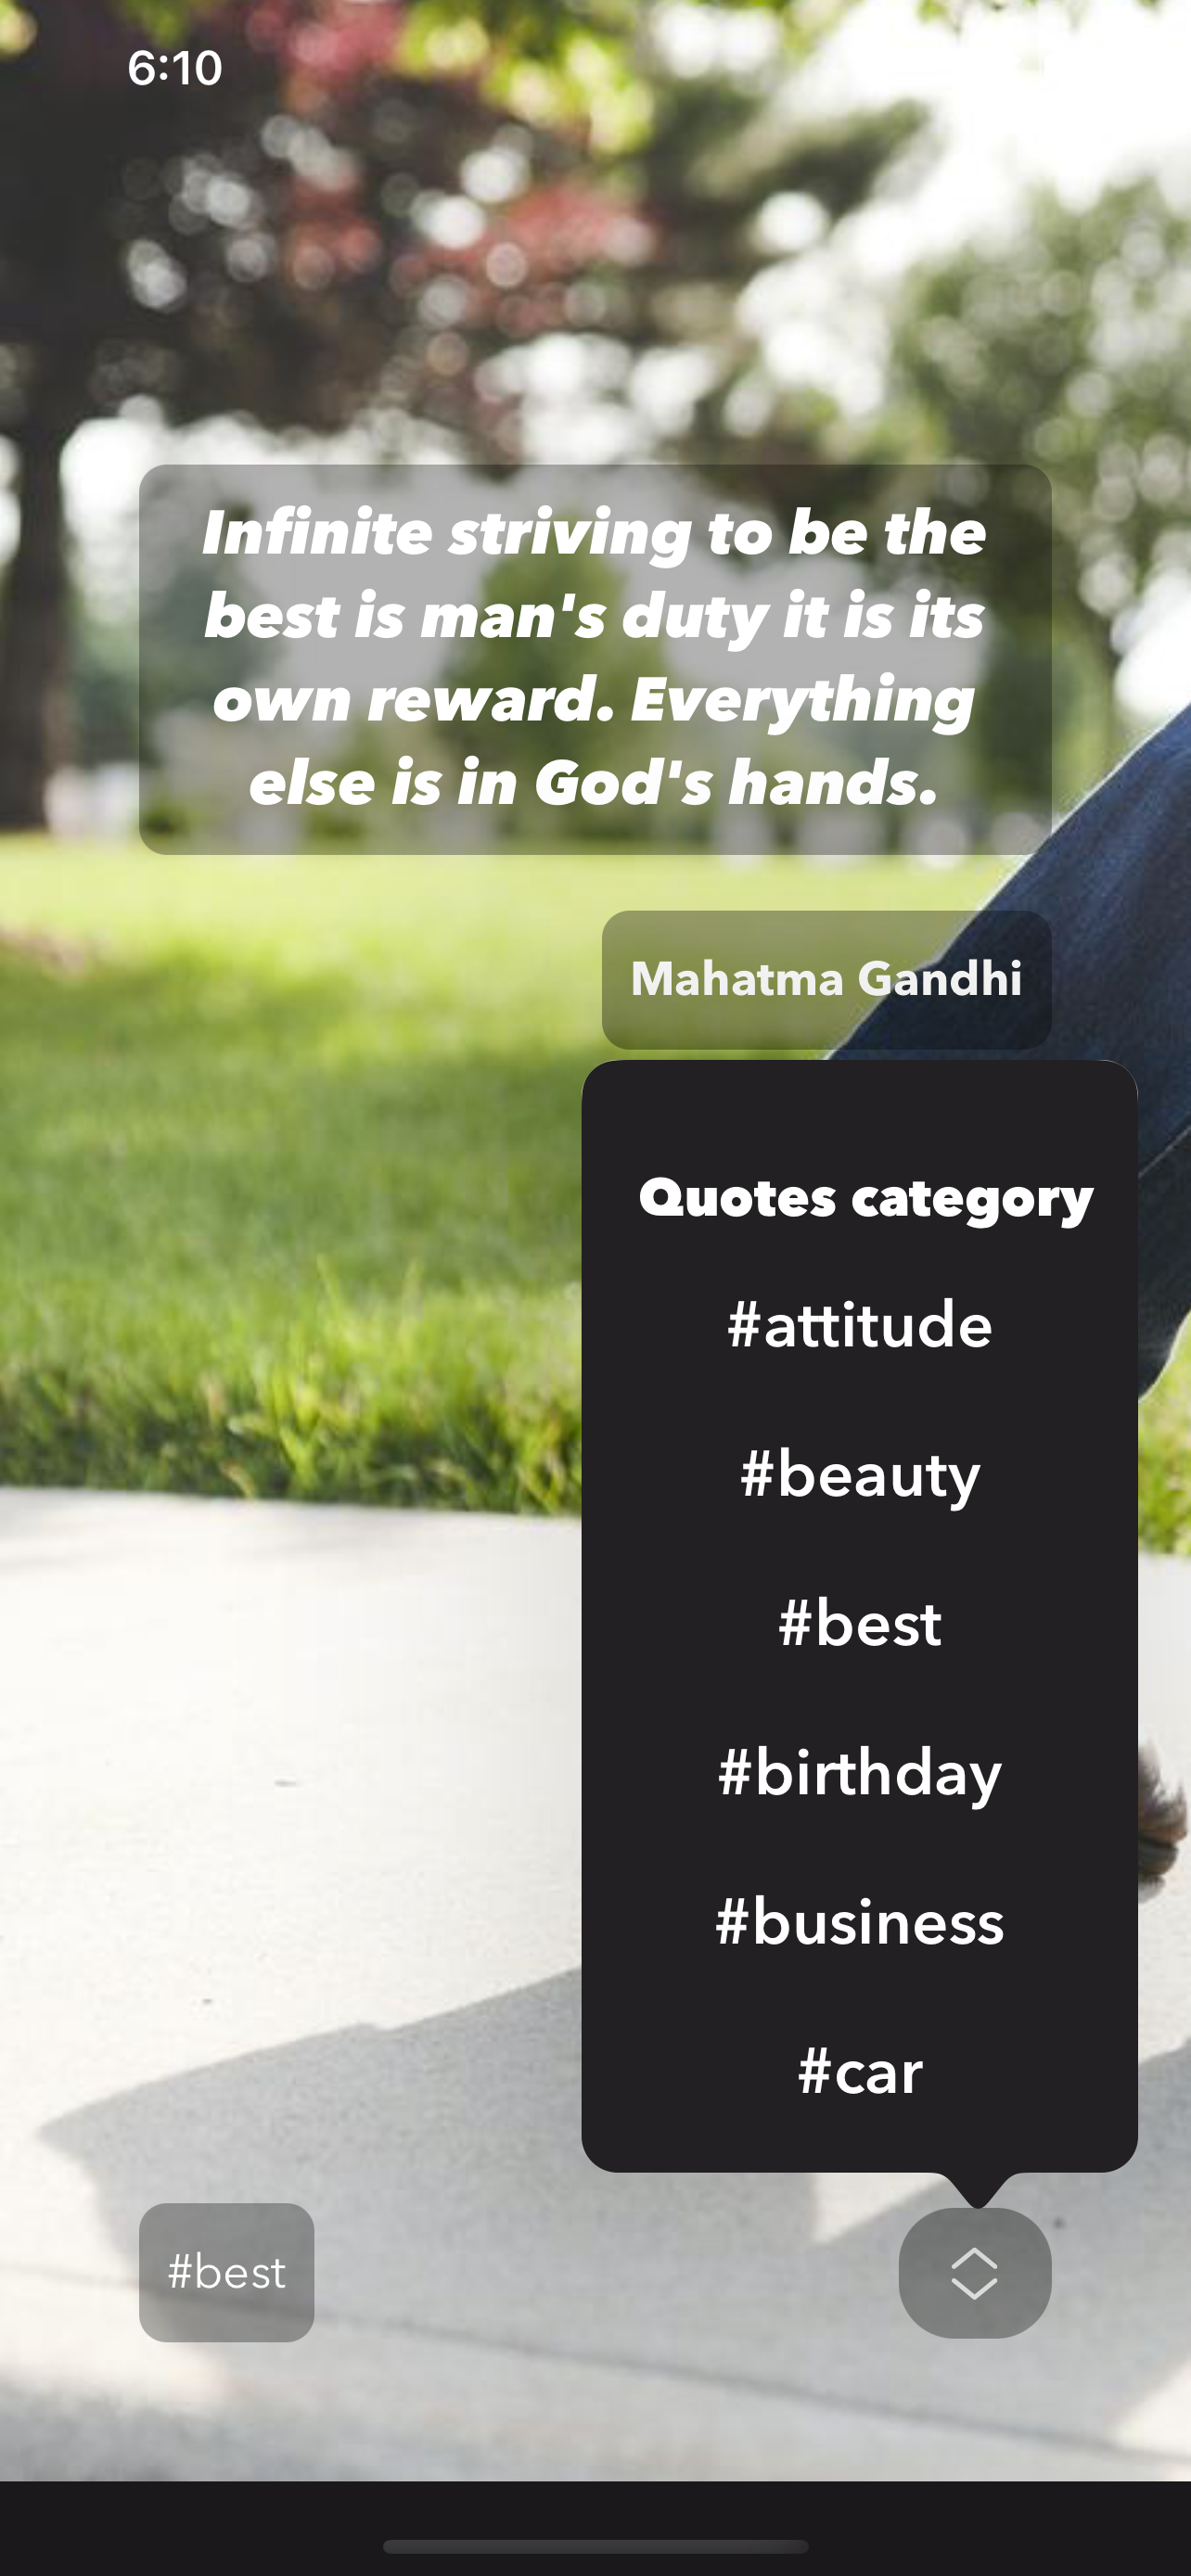 6:10
Infinite striving to be the
best is man's duty it is its
own reward. Everything
else is in God's hands.
Mahatma Gandhi
Quotes category
#attitude
#beauty
#best
#birthday
#business
#car
#best